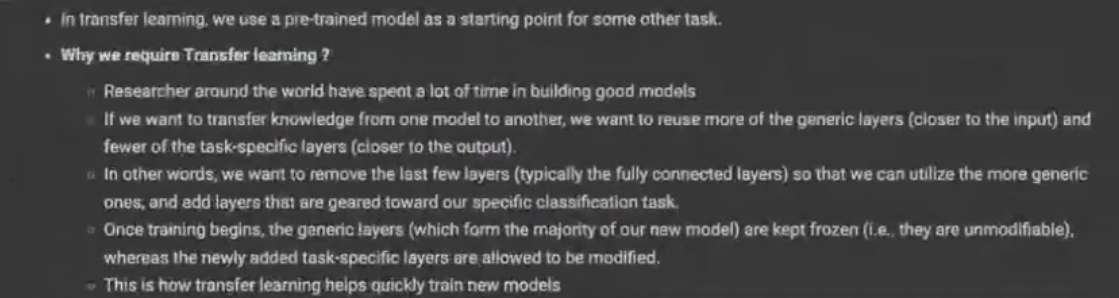 • In transfer learning, we use a pre-trained model as a starting point for some other task.
• Why we require Transfer learning ?
Researcher around the world have spent a lot of time in building good models
If we want to transfer knowledge from one model to another, we want to reuse more of the generic layers (closer to the input) and
fewer of the task-specific layers (closer to the output).
In other words, we want to remove the last few layers (typically the fully connected layers) so that we can utilize the more generic
ones, and add layers that are geared toward our specific classification task.
Once training begins, the generic layers (which form the majority of our new model) are kept frozen (i.e., they are unmodifiable),
whereas the newly added task-specific layers are allowed to be modified.
This is how transfer learning helps quickly train new models